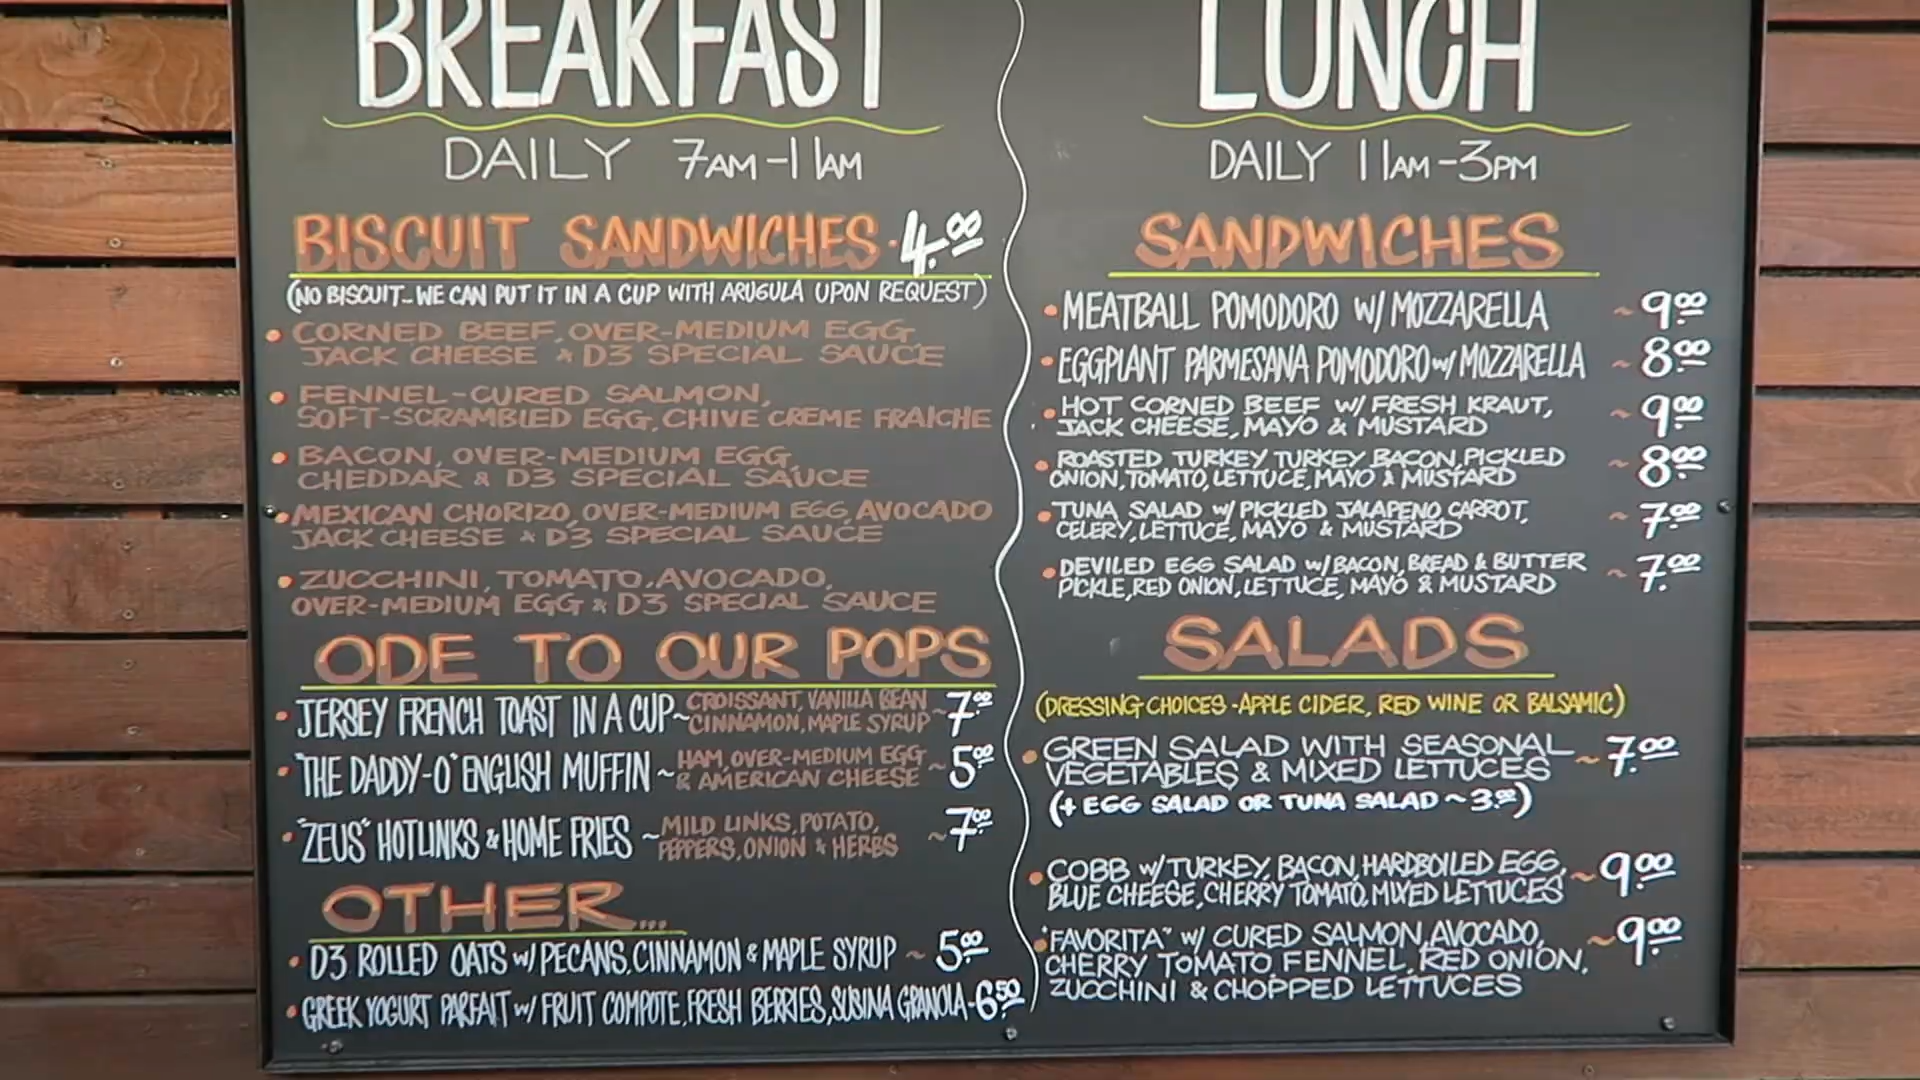 BREAKFAST
DAILY 7AM-11AM
BISCUIT SANDWICHES · 4.00
(NO BISCUIT... WE CAN PUT IT IN A CUP WITH ARUGULA UPON REQUEST)
• CORNED BEEF, OVER-MEDIUM EGG,
JACK CHEESE & D3 SPECIAL SAUCE
• FENNEL-CURED SALMON,
SOFT-SCRAMBLED EGG, CHIVE CREME FRAICHE
• BACON, OVER-MEDIUM EGG,
CHEDDAR & D3 SPECIAL SAUCE
• MEXICAN CHORIZO, OVER-MEDIUM EGG, AVOCADO
JACK CHEESE & D3 SPECIAL SAUCE
• ZUCCHINI, TOMATO, AVOCADO,
OVER-MEDIUM EGG & D3 SPECIAL SAUCE
ODE TO OUR POPS
• JERSEY FRENCH TOAST IN A CUP ~ CROISSANT, VANILLA BEAN ~ 7.00
CINNAMON, MAPLE SYRUP
• "THE DADDY-O" ENGLISH MUFFIN ~ HAM, OVER-MEDIUM EGG ~ 5.00
& AMERICAN CHEESE
• "ZEUS" HOTLINKS & HOME FRIES ~ MILD LINKS, POTATO, ~ 7.00
PEPPERS, ONION & HERBS
OTHER...
• D3 ROLLED OATS w/ PECANS, CINNAMON & MAPLE SYRUP ~ 5.00
• GREEK YOGURT PARFAIT w/ FRUIT COMPOTE, FRESH BERRIES, SUSINA GRANOLA - 6.50
LUNCH
DAILY 11AM-3PM
SANDWICHES
• MEATBALL POMODORO W/ MOZZARELLA ~ 9.00
• EGGPLANT PARMESANA POMODORO w/ MOZZARELLA ~ 8.00
• HOT CORNED BEEF W/ FRESH KRAUT, ~ 9.00
JACK CHEESE, MAYO & MUSTARD
• ROASTED TURKEY, TURKEY BACON, PICKLED ~ 8.00
ONION, TOMATO, LETTUCE, MAYO & MUSTARD
• TUNA SALAD w/ PICKLED JALAPENO, CARROT, ~ 7.00
CELERY, LETTUCE, MAYO & MUSTARD
• DEVILED EGG SALAD w/ BACON, BREAD & BUTTER ~ 7.00
PICKLE, RED ONION, LETTUCE, MAYO & MUSTARD
SALADS
(DRESSING CHOICES - APPLE CIDER, RED WINE OR BALSAMIC)
• GREEN SALAD WITH SEASONAL ~ 7.00
VEGETABLES & MIXED LETTUCES
(+ EGG SALAD OR TUNA SALAD ~ 3.00)
• COBB w/ TURKEY, BACON, HARDBOILED EGG, ~ 9.00
BLUE CHEESE, CHERRY TOMATO, MIXED LETTUCES
• "FAVORITA" w/ CURED SALMON, AVOCADO, ~ 9.00
CHERRY TOMATO, FENNEL, RED ONION,
ZUCCHINI & CHOPPED LETTUCES